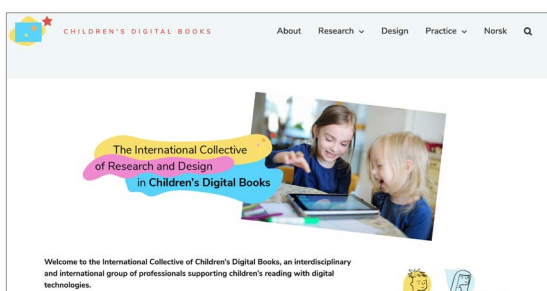 CHILDREN'S DIGITAL BOOKS
About Research Design Practice Norsk
The International Collective
of Research and Design
in Children's Digital Books
Welcome to the International Collective of Children's Digital Books, an interdisciplinary
and international group of professionals supporting children's reading with digital
technologies.